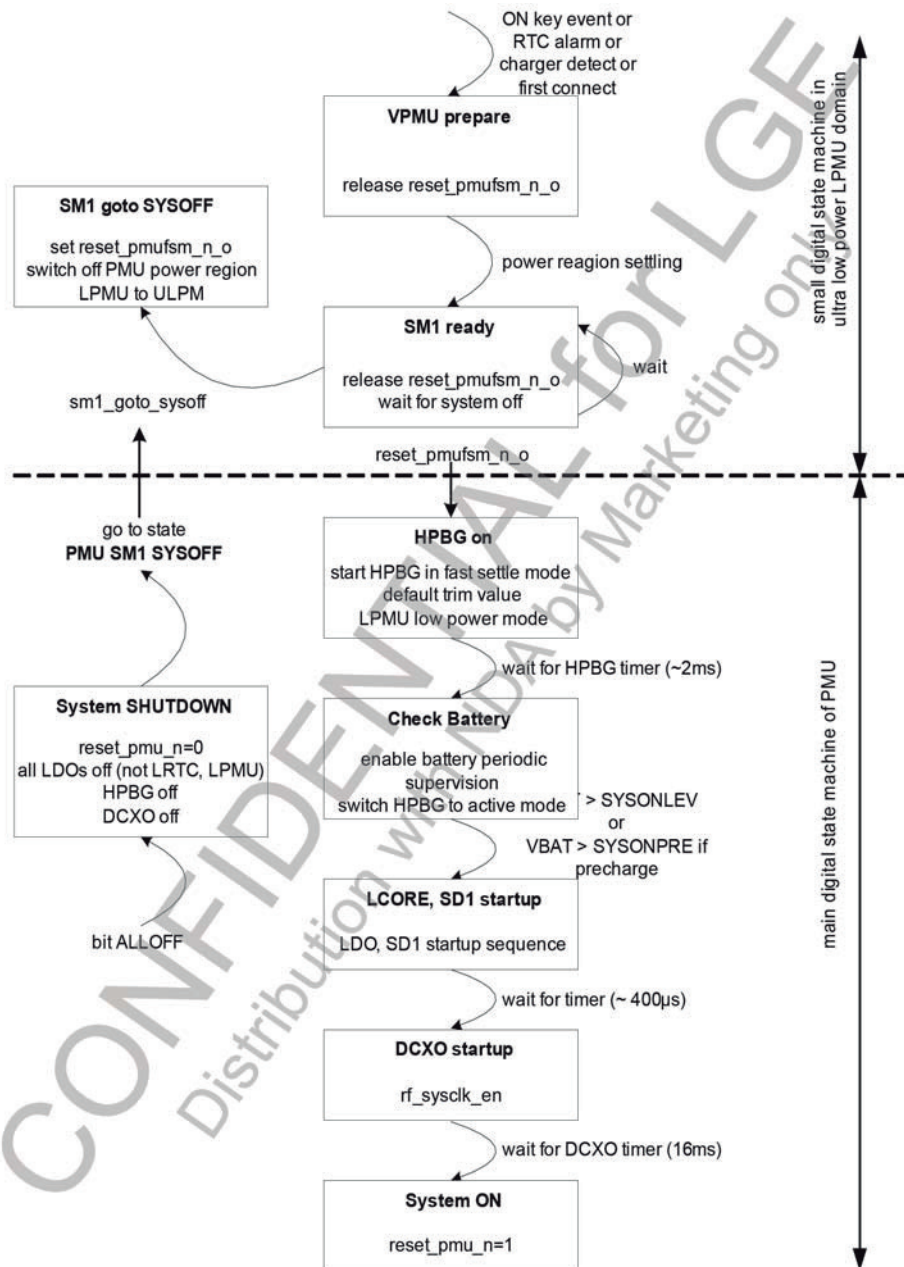 ON key event or
RTC alarm or
charger detect or
first connect
VPMU prepare
release reset_pmufsm_n_o
SM1 goto SYSOFF
set reset_pmufsm_n_o
switch off PMU power region
LPMU to ULPM
power reagion settling
SM1 ready
release reset_pmufsm_n_o
wait for system off
wait
sm1_goto_sysoff
reset_pmufsm_n_o
small digital state machine in
ultra low power LPMU domain
go to state
PMU SM1 SYSOFF
HPBG on
start HPBG in fast settle mode
default trim value
LPMU low power mode
wait for HPBG timer (~2ms)
System SHUTDOWN
reset_pmu_n=0
all LDOs off (not LRTC, LPMU)
HPBG off
DCXO off
Check Battery
enable battery periodic
supervision
switch HPBG to active mode
> SYSONLEV
or
VBAT > SYSONPRE if
precharge
bit ALLOFF
LCORE, SD1 startup
LDO, SD1 startup sequence
wait for timer (~ 400µs)
DCXO startup
rf_sysclk_en
wait for DCXO timer (16ms)
System ON
reset_pmu_n=1
main digital state machine of PMU
CONFIDENTIAL for LGE
Distribution with NDA by Marketing only